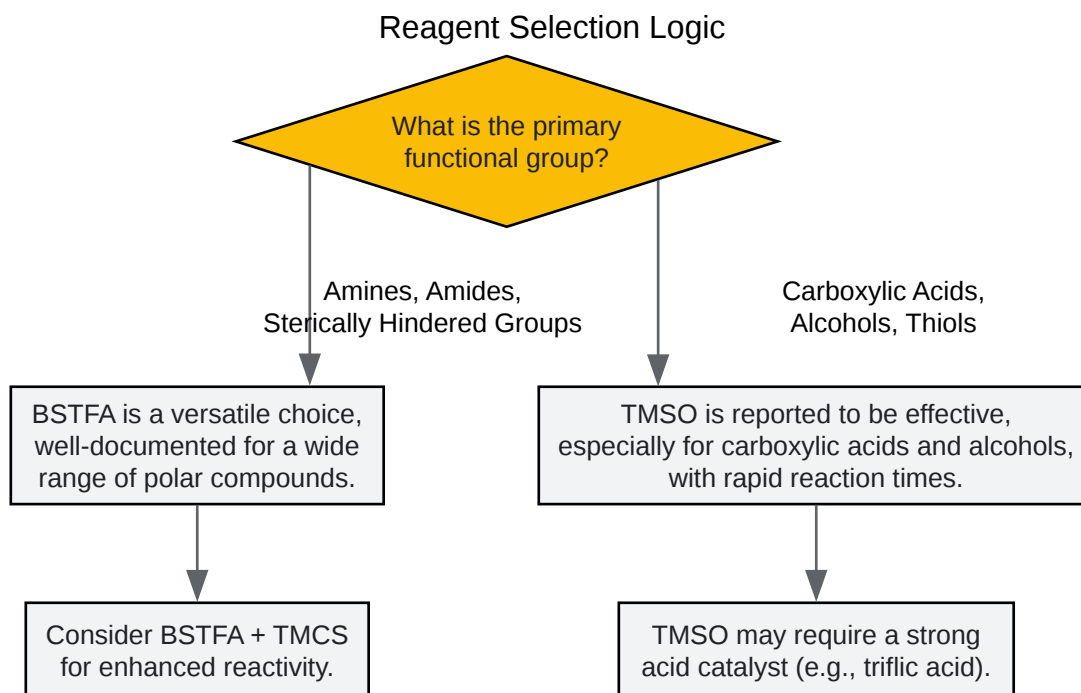 Reagent Selection Logic
What is the primary
functional group?
Amines, Amides,
Sterically Hindered Groups
Carboxylic Acids,
Alcohols, Thiols
BSTFA is a versatile choice,
well-documented for a wide
range of polar compounds.
TMSO is reported to be effective,
especially for carboxylic acids and alcohols,
with rapid reaction times.
Consider BSTFA + TMCS
for enhanced reactivity.
TMSO may require a strong
acid catalyst (e.g., triflic acid).